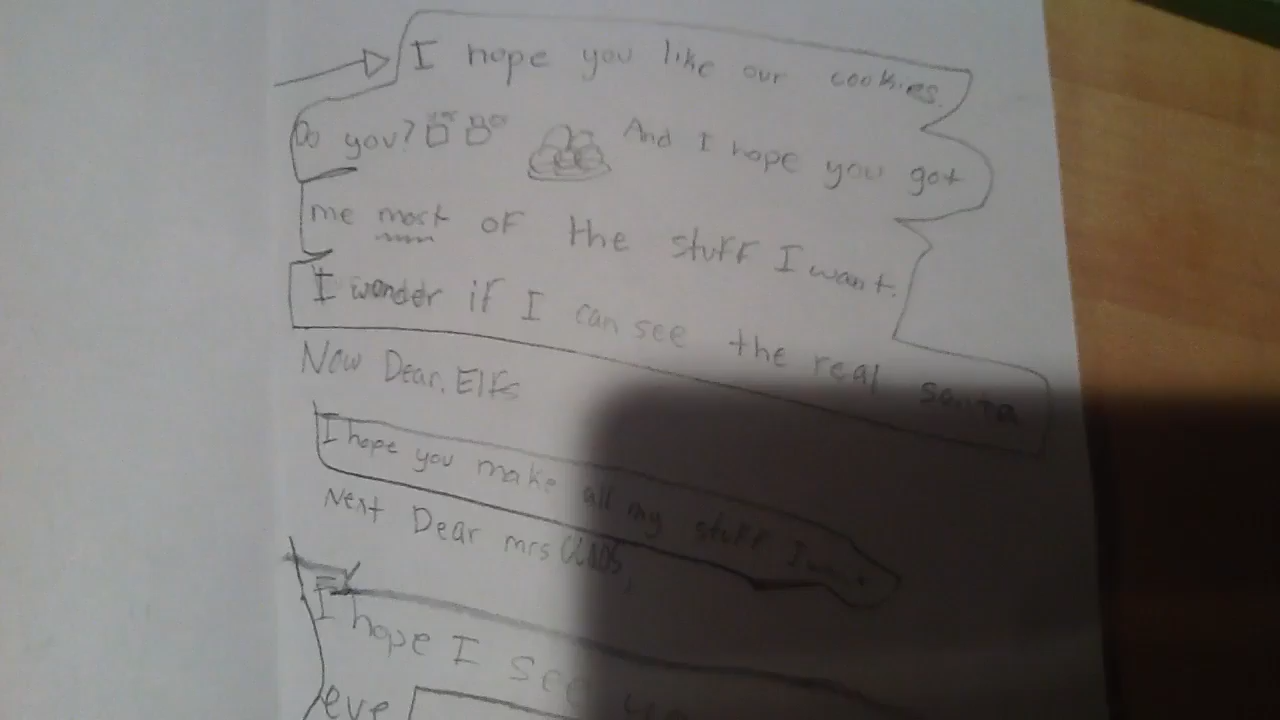 I hope you like our cookies.
Do you? And I hope you got
me most of the stuff I want.
I wonder if I can see the real santa
Now Dear. Elfs
I hope you make all my stuff I want
Next Dear mrs Claus,
I hope I see
eve